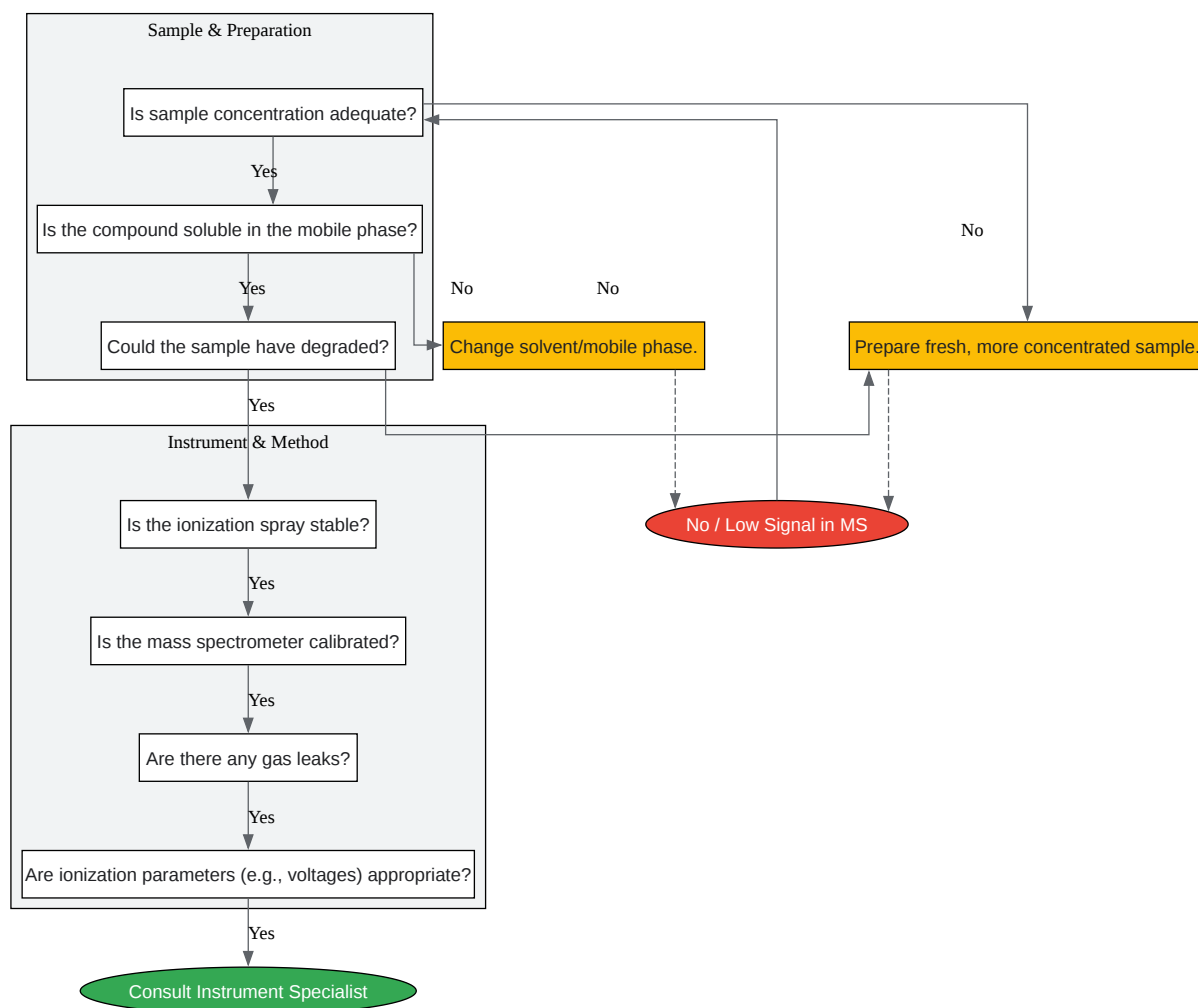 Sample & Preparation
Is sample concentration adequate?
Yes
Is the compound soluble in the mobile phase?
No
Yes
No
No
Could the sample have degraded?
Change solvent/mobile phase.
Prepare fresh, more concentrated sample.
Yes
Instrument & Method
Is the ionization spray stable?
No / Low Signal in MS
Yes
Is the mass spectrometer calibrated?
Yes
Are there any gas leaks?
Yes
Are ionization parameters (e.g., voltages) appropriate?
Yes
Consult Instrument Specialist